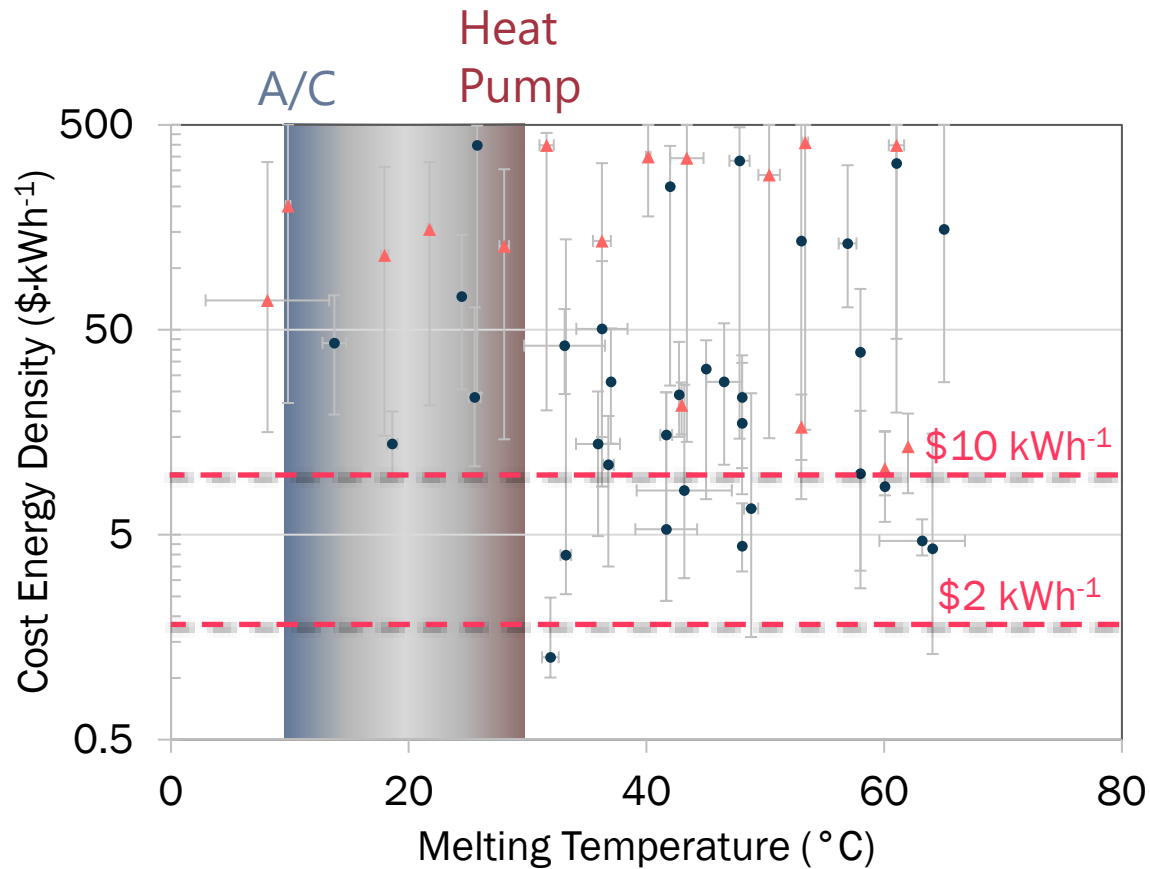 Heat
Pump
A/C
500
50
5
0.5
Cost Energy Density ($·kWh⁻¹)
$10 kWh⁻¹
$2 kWh⁻¹
0
20
40
60
80
Melting Temperature (°C)